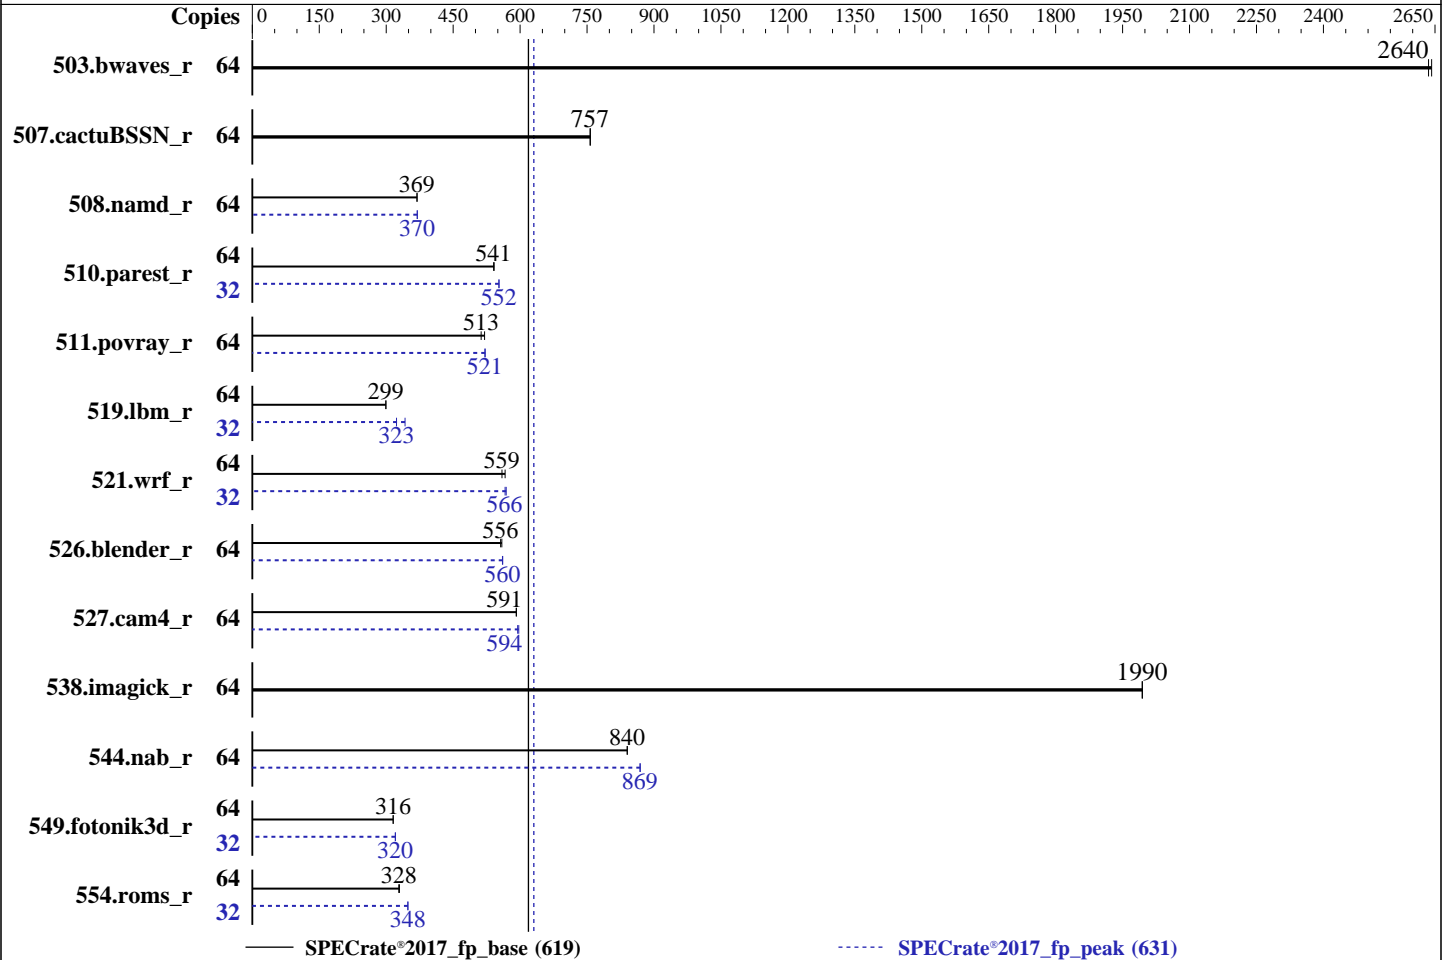 Copies 0 150 300 450 600 750 900 1050 1200 1350 1500 1650 1800 1950 2100 2250 2400 2650
503.bwaves_r 64 2640
507.cactuBSSN_r 64 757
508.namd_r 64 369
370
510.parest_r 64 541
32 552
511.povray_r 64 513
521
519.lbm_r 64 299
32 323
521.wrf_r 64 559
32 566
526.blender_r 64 556
560
527.cam4_r 64 591
594
538.imagick_r 64 1990
544.nab_r 64 840
869
549.fotonik3d_r 64 316
32 320
554.roms_r 64 328
32 348
SPECrate®2017_fp_base (619) SPECrate®2017_fp_peak (631)